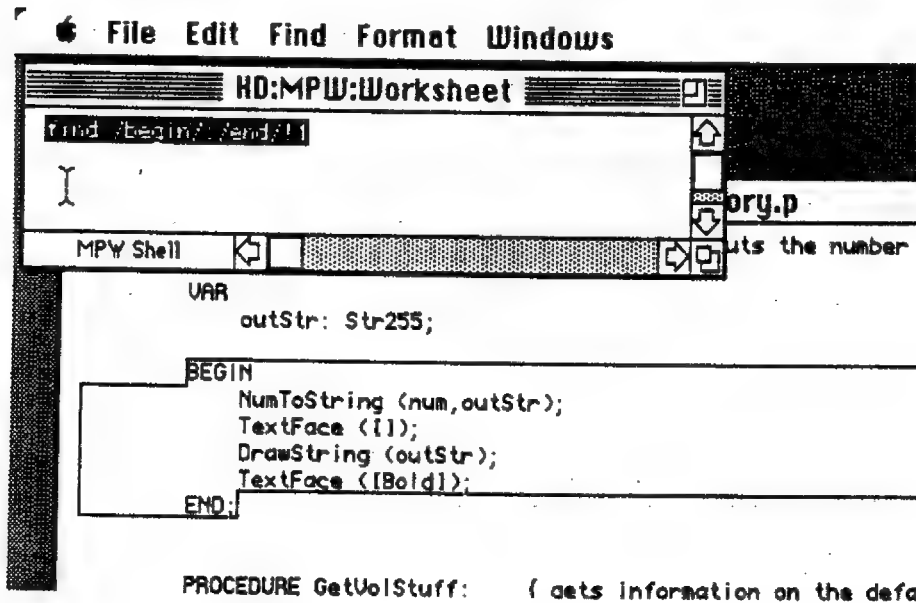 File Edit Find Format Windows
HD:MPW:Worksheet
find /begin/:/end/!1
ory.p
MPW Shell
uts the number
VAR
outStr: Str255;
BEGIN
NumToString (num,outStr);
TextFace ([]);
DrawString (outStr);
TextFace ([Bold]);
END;
PROCEDURE GetVolStuff; { gets information on the defa